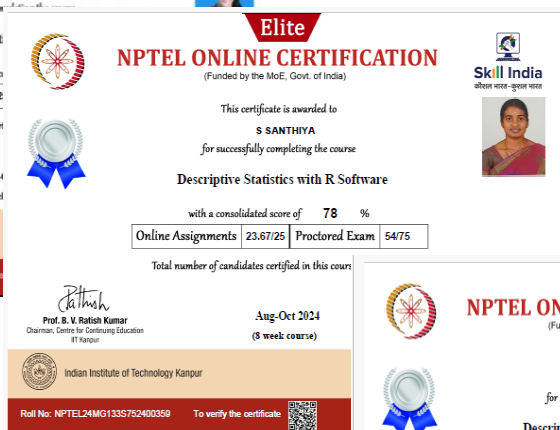 Elite
NPTEL ONLINE CERTIFICATION
(Funded by the MoE, Govt. of India)
Skill India
कौशल भारत-कुशल भारत
This certificate is awarded to
S SANTHIYA
for successfully completing the course
Descriptive Statistics with R Software
with a consolidated score of 78 %
Online Assignments 23.67/25 Proctored Exam 54/75
Total number of candidates certified in this cours
Prof. B. V. Ratish Kumar
Chairman, Centre for Continuing Education
IIT Kanpur
Aug-Oct 2024
(8 week course)
Indian Institute of Technology Kanpur
Roll No: NPTEL24MG133S752400359 To verify the certificate
NPTEL ON
(Fu
for
Descrip